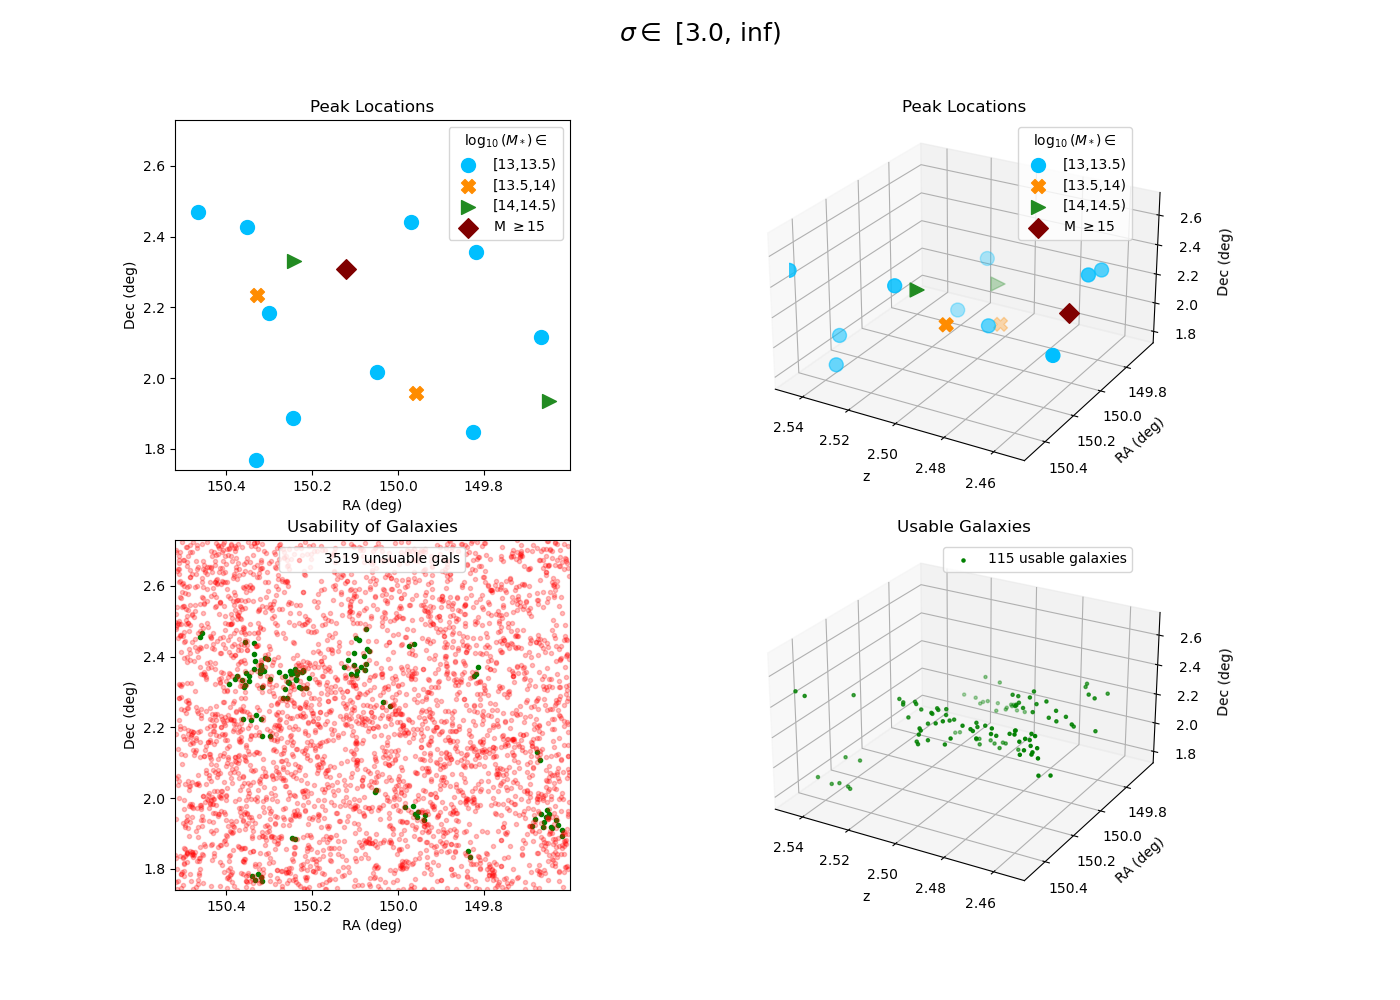 σ ∈ [3.0, inf)
Peak Locations
log₁₀(M*) ∈
[13,13.5)
[13.5,14)
[14,14.5)
M ≥15
2.6
2.4
2.2
2.0
1.8
Dec (deg)
150.4 150.2 150.0 149.8
RA (deg)
Peak Locations
log₁₀(M*) ∈
[13,13.5)
[13.5,14)
[14,14.5)
M ≥15
2.6
2.4
2.2
2.0
1.8
Dec (deg)
149.8
150.0
150.2
150.4
RA (deg)
2.54
2.52
2.50
2.48
2.46
z
Usability of Galaxies
3519 unsuable gals
2.6
2.4
2.2
2.0
1.8
Dec (deg)
150.4 150.2 150.0 149.8
RA (deg)
Usable Galaxies
115 usable galaxies
2.6
2.4
2.2
2.0
1.8
Dec (deg)
149.8
150.0
150.2
150.4
RA (deg)
2.54
2.52
2.50
2.48
2.46
z